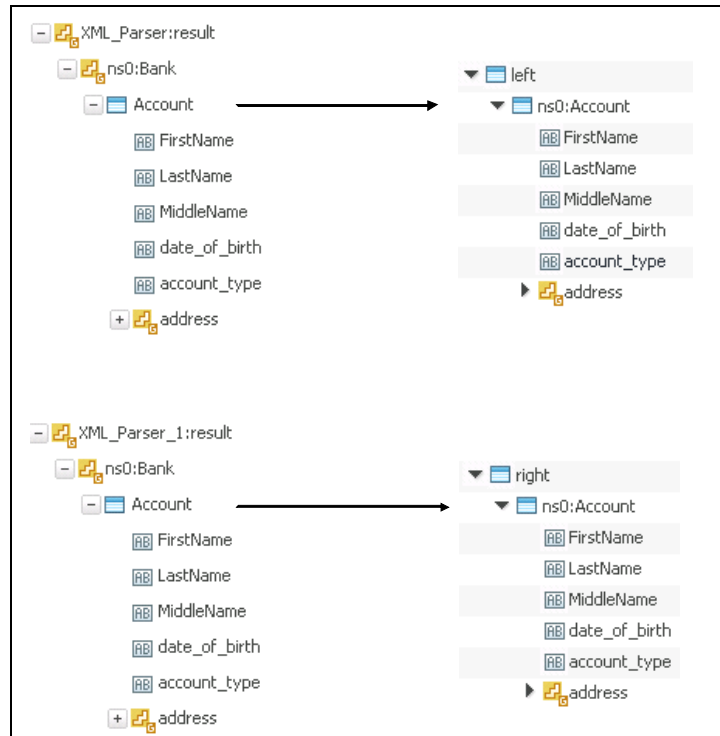 XML_Parser:result
ns0:Bank
Account
FirstName
LastName
MiddleName
date_of_birth
account_type
address
left
ns0:Account
FirstName
LastName
MiddleName
date_of_birth
account_type
address
XML_Parser_1:result
ns0:Bank
Account
FirstName
LastName
MiddleName
date_of_birth
account_type
address
right
ns0:Account
FirstName
LastName
MiddleName
date_of_birth
account_type
address